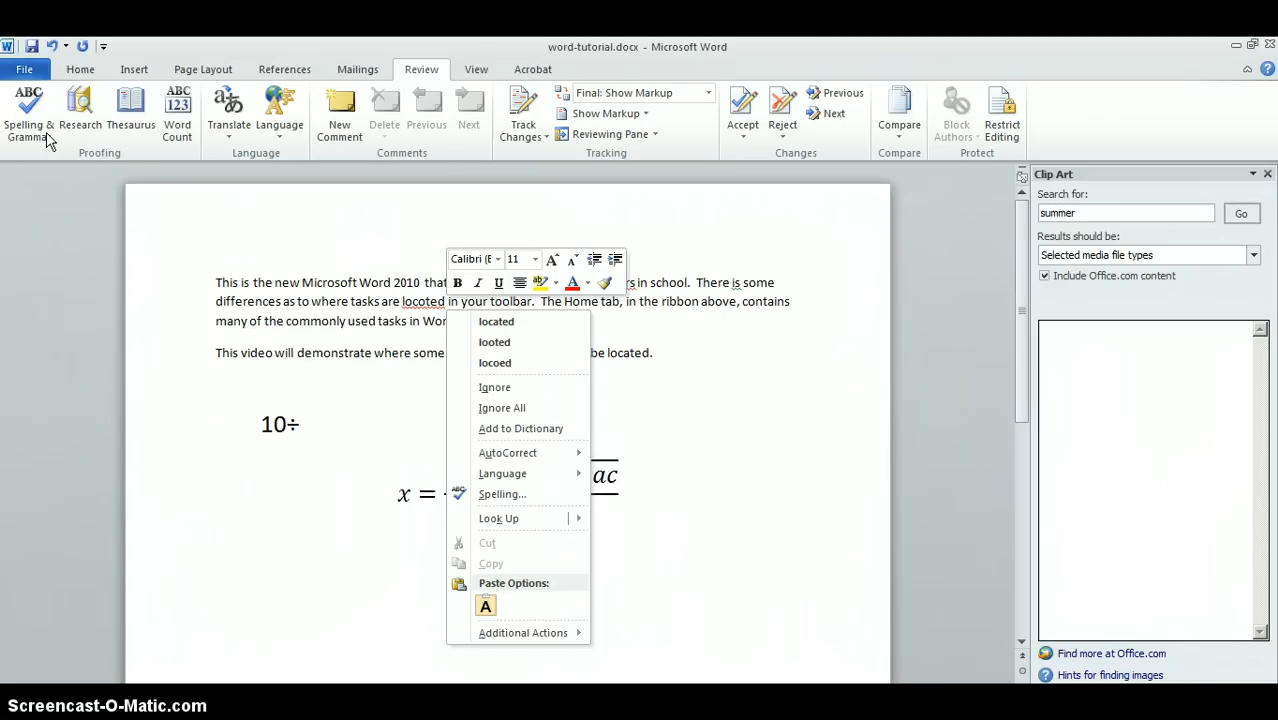 word-tutorial.docx - Microsoft Word
File Home Insert Page Layout References Mailings Review View Acrobat
ABC Spelling & Grammar
Research
Thesaurus
ABC 123 Word Count
Translate
Language
New Comment
Delete
Previous
Next
Track Changes
Final: Show Markup
Show Markup
Reviewing Pane
Accept
Reject
Previous
Next
Compare
Block Authors
Restrict Editing
Proofing Language Comments Tracking Changes Compare Protect
This is the new Microsoft Word 2010 in school. There is some
differences as to where tasks are locoted in your toolbar. The Home tab, in the ribbon above, contains
many of the commonly used tasks in
This video will demonstrate where some be located.
10÷
x = ac
Calibri (E 11 A A
B I U ab A
located
looted
locoed
Ignore
Ignore All
Add to Dictionary
AutoCorrect
Language
ABC Spelling...
Look Up
Cut
Copy
Paste Options:
A
Additional Actions
Clip Art
Search for:
summer Go
Results should be:
Selected media file types
Include Office.com content
Find more at Office.com
Hints for finding images
Screencast-O-Matic.com